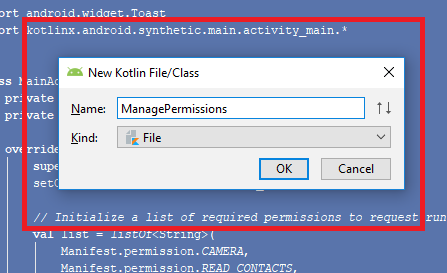 ort android.widget.Toast
ort kotlinx.android.synthetic.main.activity_main.*
New Kotlin File/Class
ss mainAc
private
private
Name: ManagePermissions
Kind: File
override
supe
setC
OK Cancel
// Initialize a list of required permissions to request run
val list = listOf<String>(
Manifest.permission.CAMERA,
Manifest.permission.READ_CONTACTS,